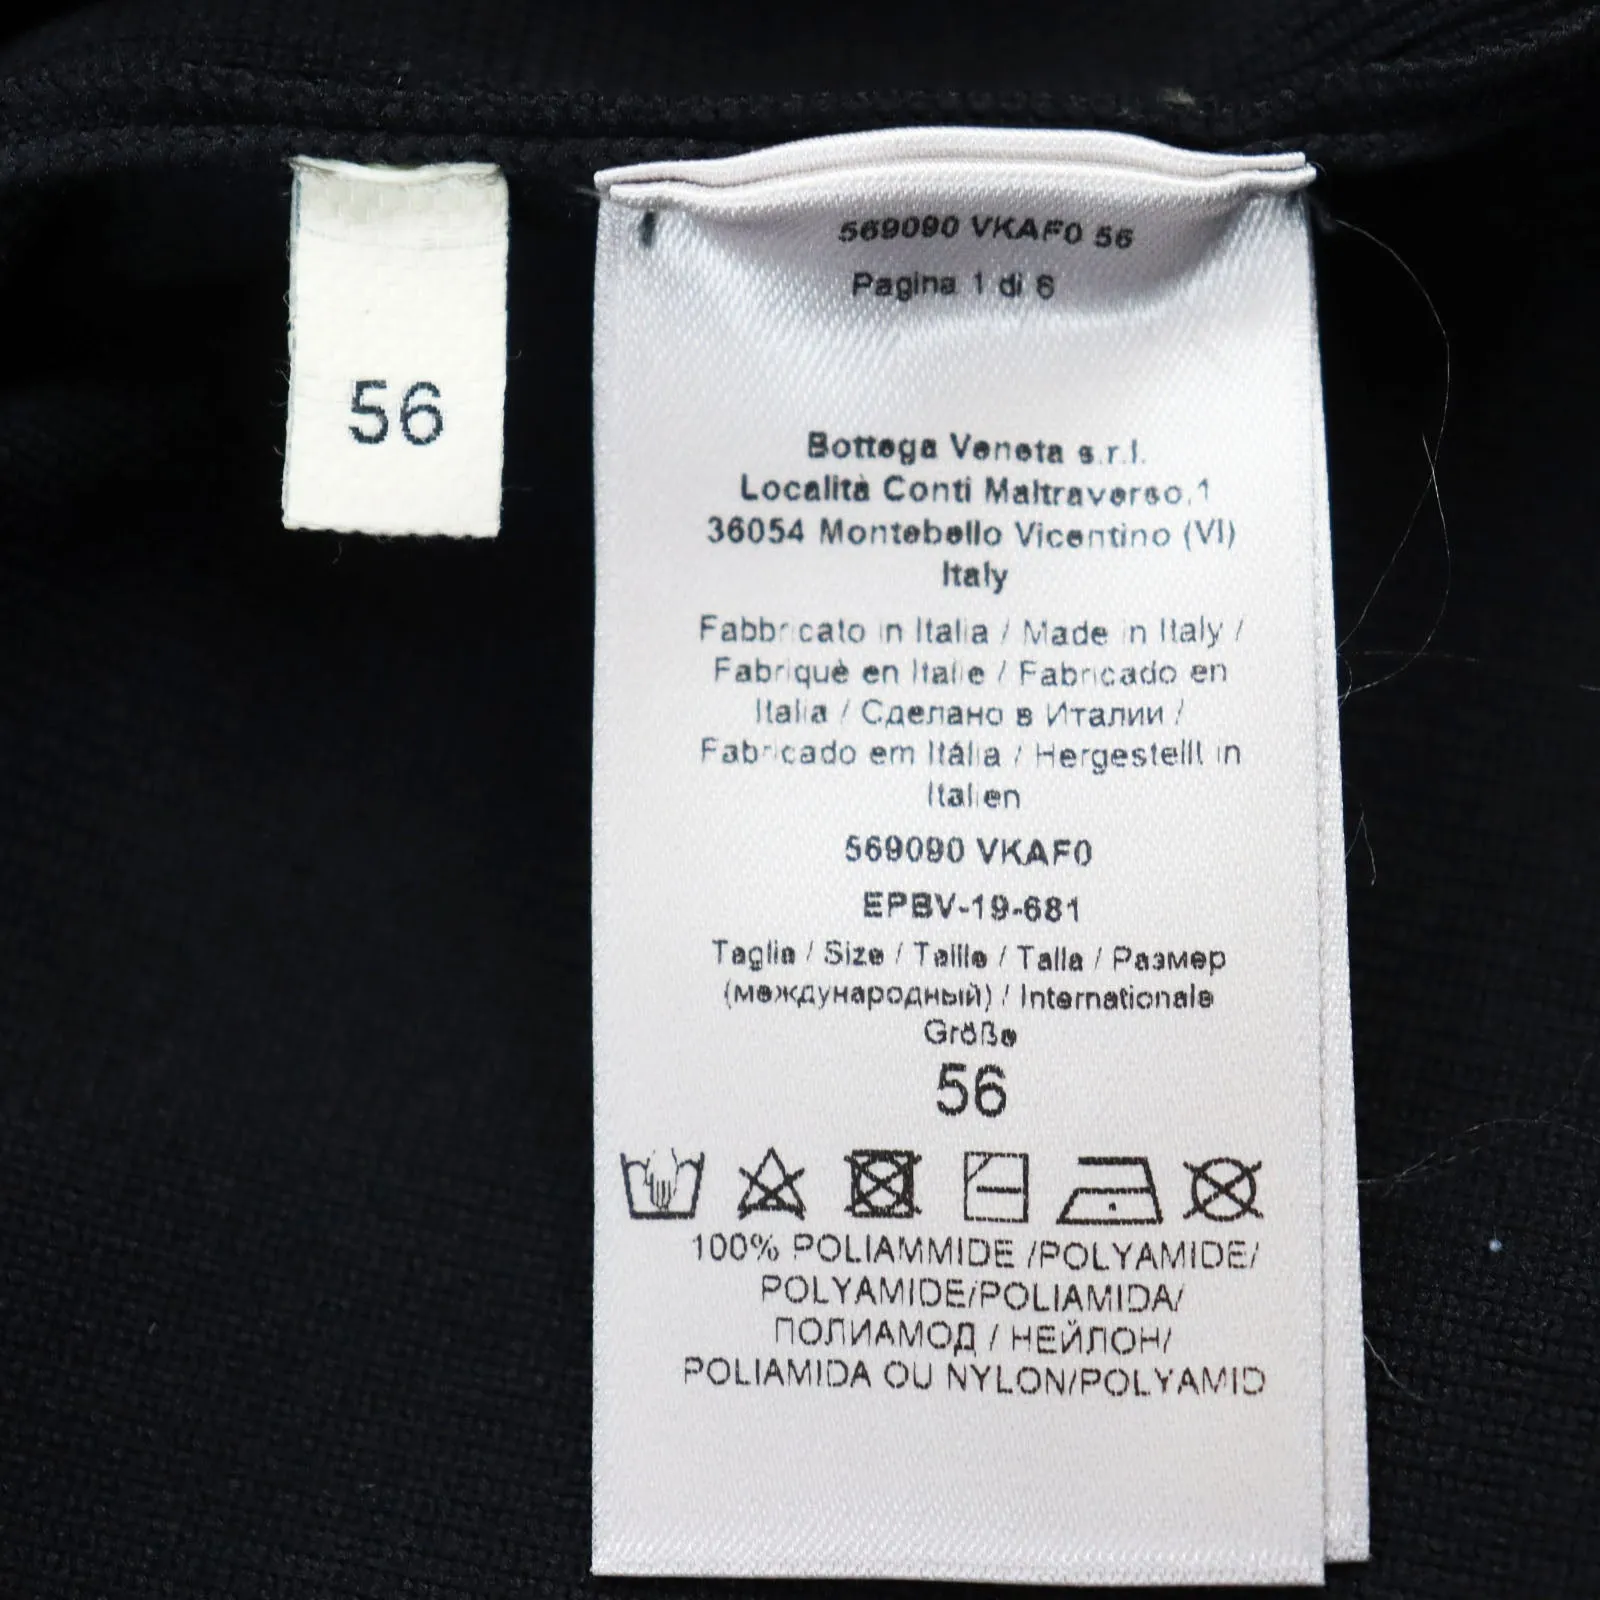 56
569090 VKAF0 56
Pagina 1 di 6
Bottega Veneta s.r.l.
Località Conti Maltraverso,1
36054 Montebello Vicentino (VI)
Italy
Fabbricato in Italia / Made in Italy /
Fabriquè en Italie / Fabricado en
Italia / Сделано в Италии /
Fabricado em Itália / Hergestellt in
Italien
569090 VKAF0
EPBV-19-681
Taglia / Size / Taille / Talla / Размер
(международный) / Internationale
Größe
56
100% POLIAMMIDE /POLYAMIDE/
POLYAMIDE/POLIAMIDA/
ПОЛИАМОД / НЕЙЛОН/
POLIAMIDA OU NYLON/POLYAMID